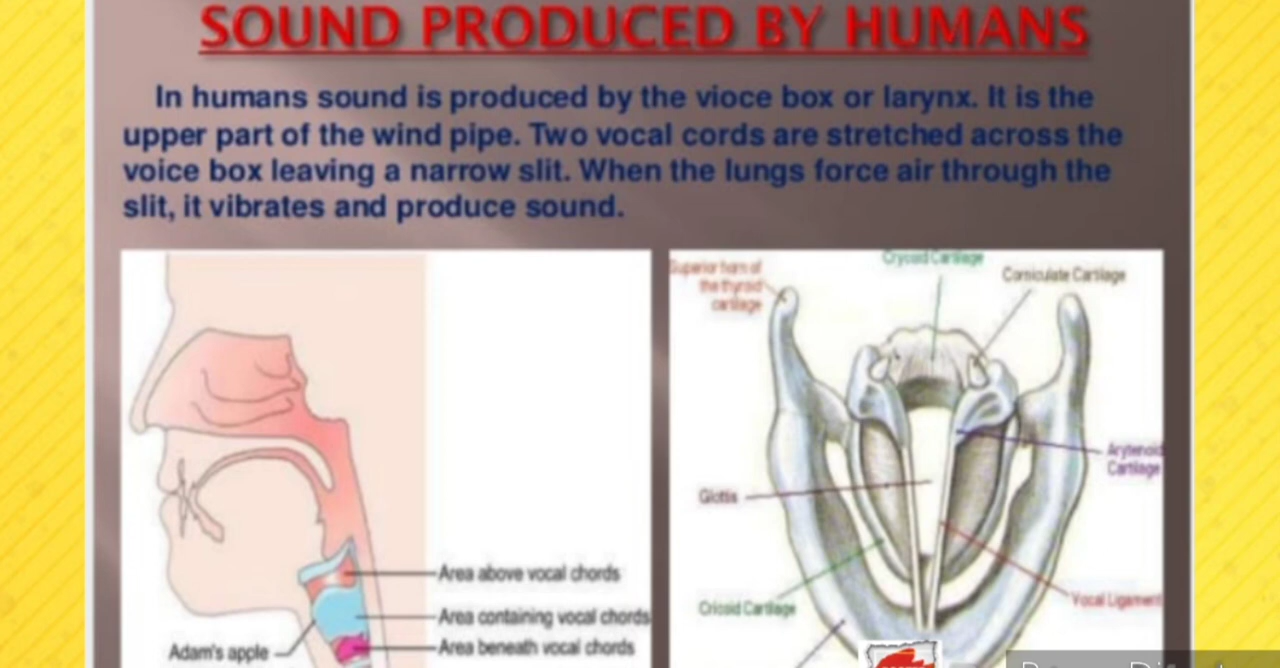 SOUND PRODUCED BY HUMANS
In humans sound is produced by the vioce box or larynx. It is the
upper part of the wind pipe. Two vocal cords are stretched across the
voice box leaving a narrow slit. When the lungs force air through the
slit, it vibrates and produce sound.
Area above vocal chords
Area containing vocal chords
Area beneath vocal chords
Adam's apple
Superior horn of
the thyroid
cartilage
Crycoid Cartilage
Corniculate Cartilage
Arytenoid
Cartilage
Glottis
Vocal Ligament
Cricoid Cartilage